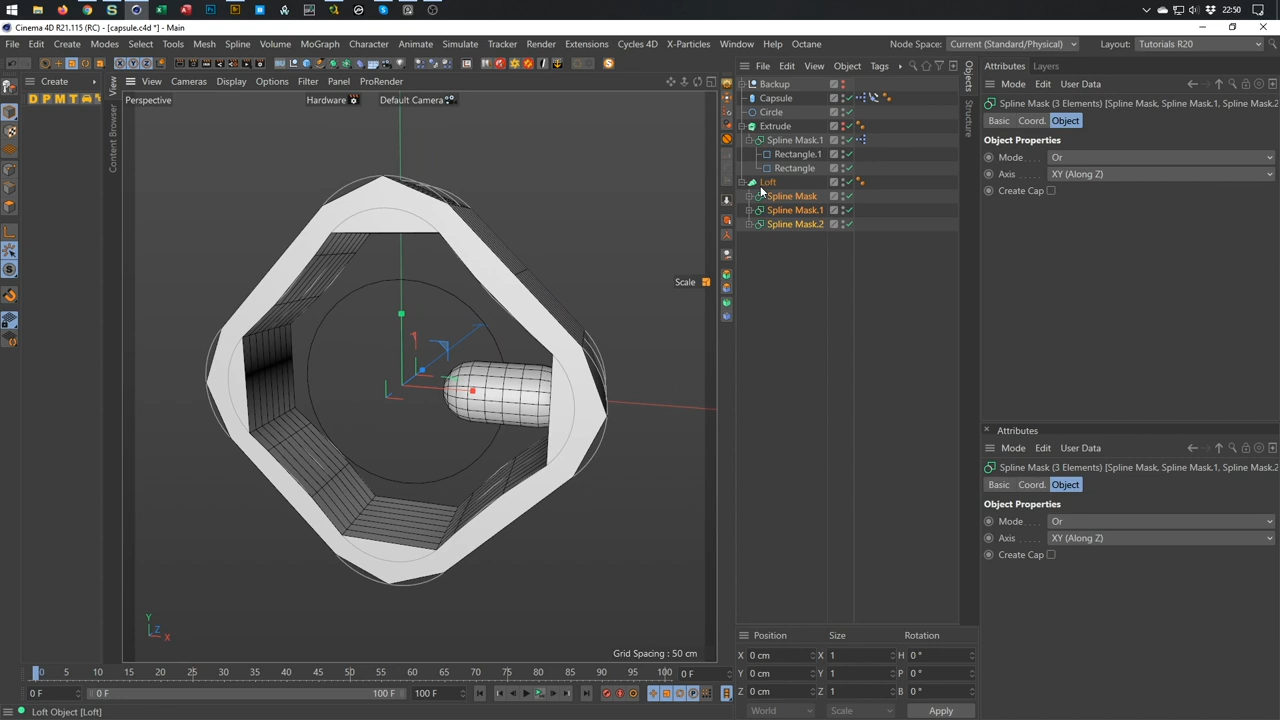 22:50
Cinema 4D R21.115 (RC) - [capsule.c4d *] - Main
File Edit Create Modes Select Tools Mesh Spline Volume MoGraph Character Animate Simulate Tracker Render Extensions Cycles 4D X-Particles Window Help Octane
Node Space: Current (Standard/Physical) Layout: Tutorials R20
Create
View Cameras Display Options Filter Panel ProRender
File Edit View Object Tags
Attributes Layers
Mode Edit User Data
D P M T
View
Content Browser
Objects
Structure
Perspective
Hardware
Default Camera
Backup
Capsule
Circle
Extrude
Spline Mask.1
Rectangle.1
Rectangle
Loft
Spline Mask
Spline Mask.1
Spline Mask.2
Spline Mask (3 Elements) [Spline Mask, Spline Mask.1, Spline Mask.2
Basic Coord. Object
Object Properties
Mode . . . . Or
Axis . . . . . XY (Along Z)
Create Cap
Scale
Attributes
Mode Edit User Data
Spline Mask (3 Elements) [Spline Mask, Spline Mask.1, Spline Mask.2
Basic Coord. Object
Object Properties
Mode . . . . Or
Axis . . . . . XY (Along Z)
Create Cap
Y
Z
X
Grid Spacing : 50 cm
0 5 10 15 20 25 30 35 40 45 50 55 60 65 70 75 80 85 90 95 100 0 F
0 F 0 F 100 F 100 F
Position Size Rotation
X 0 cm X 1 H 0 °
Y 0 cm Y 1 P 0 °
Z 0 cm Z 1 B 0 °
World Scale Apply
Loft Object [Loft]